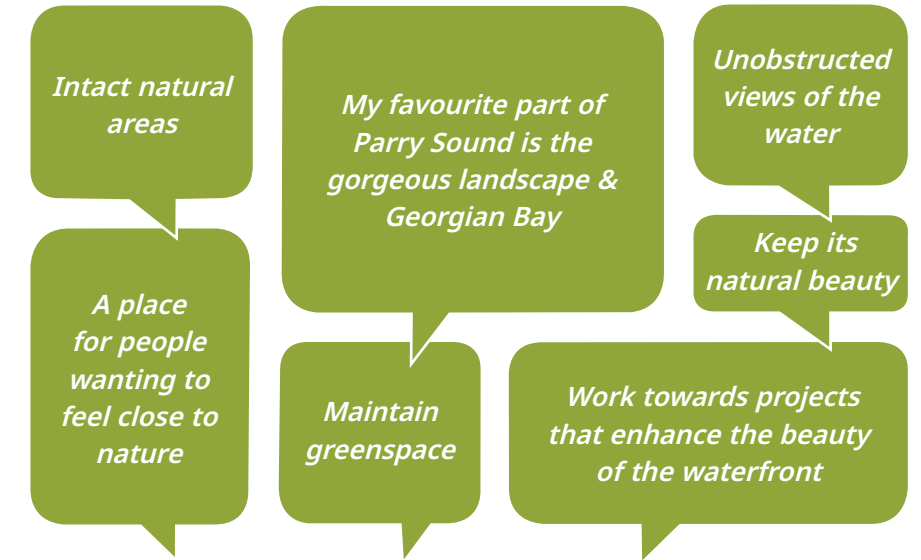 Intact natural
areas
My favourite part of
Parry Sound is the
gorgeous landscape &
Georgian Bay
Unobstructed
views of the
water
Keep its
natural beauty
A place
for people
wanting to
feel close to
nature
Maintain
greenspace
Work towards projects
that enhance the beauty
of the waterfront